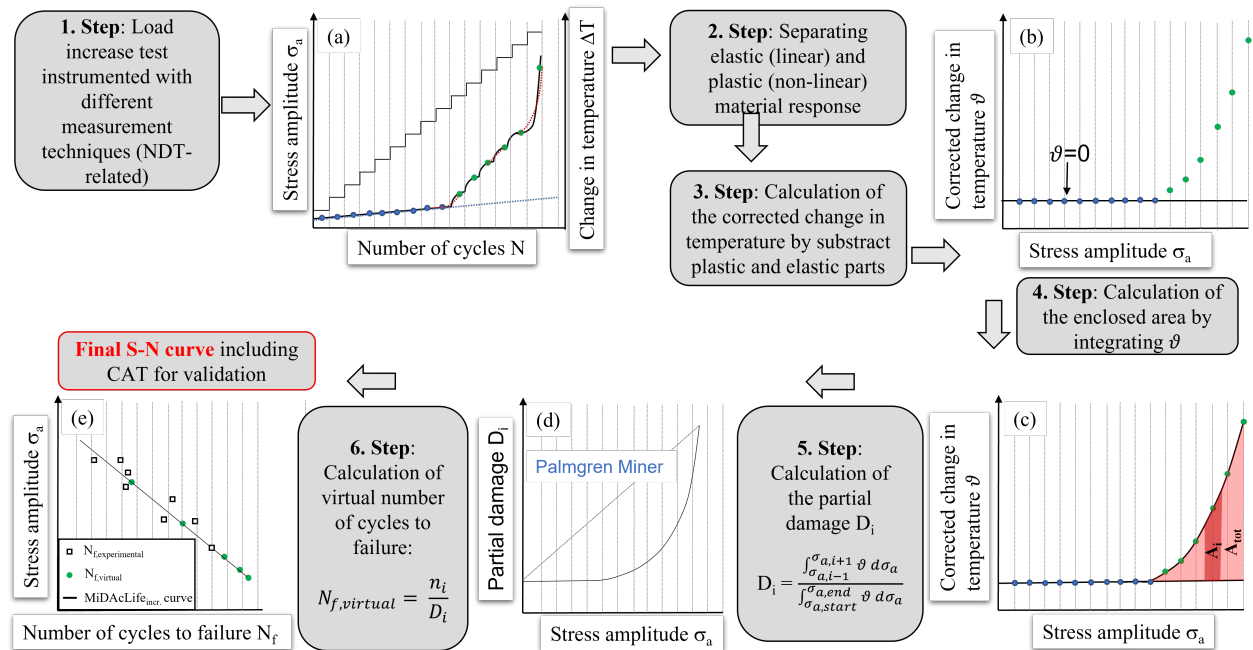 1. Step: Load
increase test
instrumented with
different
measurement
techniques (NDT-
related)
Stress amplitude σa
(a)
Number of cycles N
Change in temperature ΔT
2. Step: Separating
elastic (linear) and
plastic (non-linear)
material response
3. Step: Calculation of
the corrected change in
temperature by substract
plastic and elastic parts
Corrected change in
temperature ϑ
(b)
ϑ=0
Stress amplitude σa
4. Step: Calculation of
the enclosed area by
integrating ϑ
Corrected change in
temperature ϑ
(c)
Ai
Atot
Stress amplitude σa
5. Step:
Calculation of
the partial
damage Di
Di = ∫σa,i−1^σa,i+1 ϑ dσa / ∫σa,start^σa,end ϑ dσa
Partial damage Di
(d)
Palmgren Miner
Stress amplitude σa
6. Step:
Calculation of
virtual number
of cycles to
failure:
Nf,virtual = ni / Di
Final S-N curve including
CAT for validation
Stress amplitude σa
(e)
Nf,experimental
Nf,virtual
MiDAcLifeincr. curve
Number of cycles to failure Nf